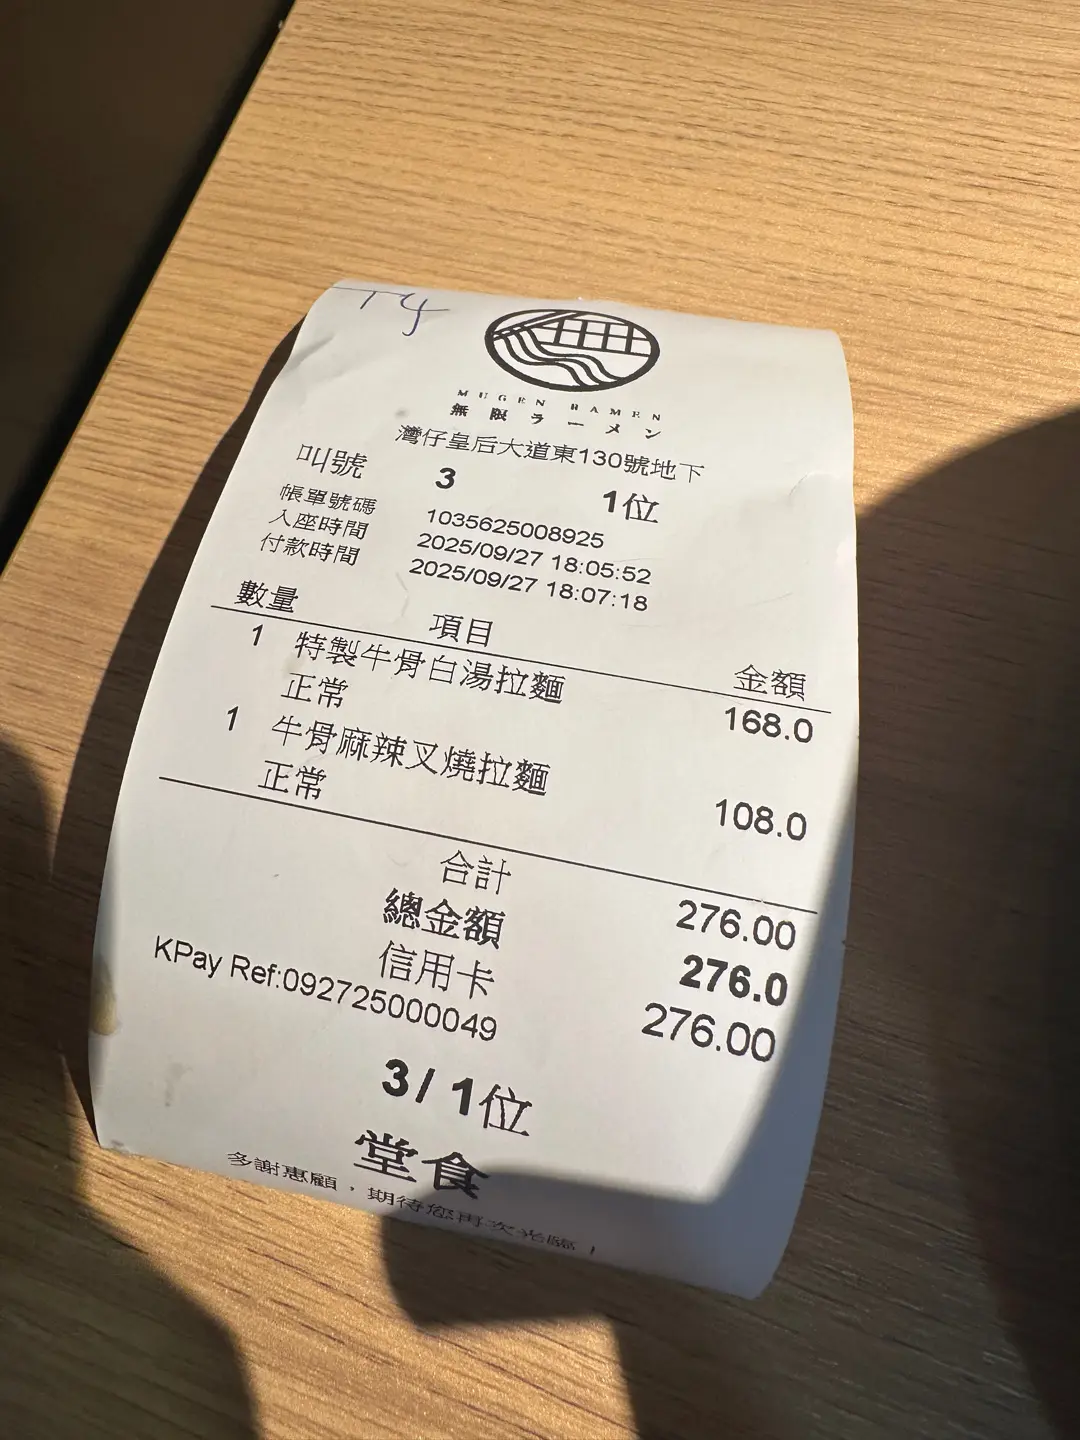 Ty
MUGEN RAMEN
無限ラーメン
灣仔皇后大道東130號地下
叫號 3 1位
帳單號碼 1035625008925
入座時間 2025/09/27 18:05:52
付款時間 2025/09/27 18:07:18
數量 項目 金額
1 特製牛骨白湯拉麵 168.0
正常
1 牛骨麻辣叉燒拉麵 108.0
正常
合計 276.00
總金額 276.0
信用卡 276.00
KPay Ref:092725000049
3/ 1位
堂食
多謝惠顧，期待您再次光臨！